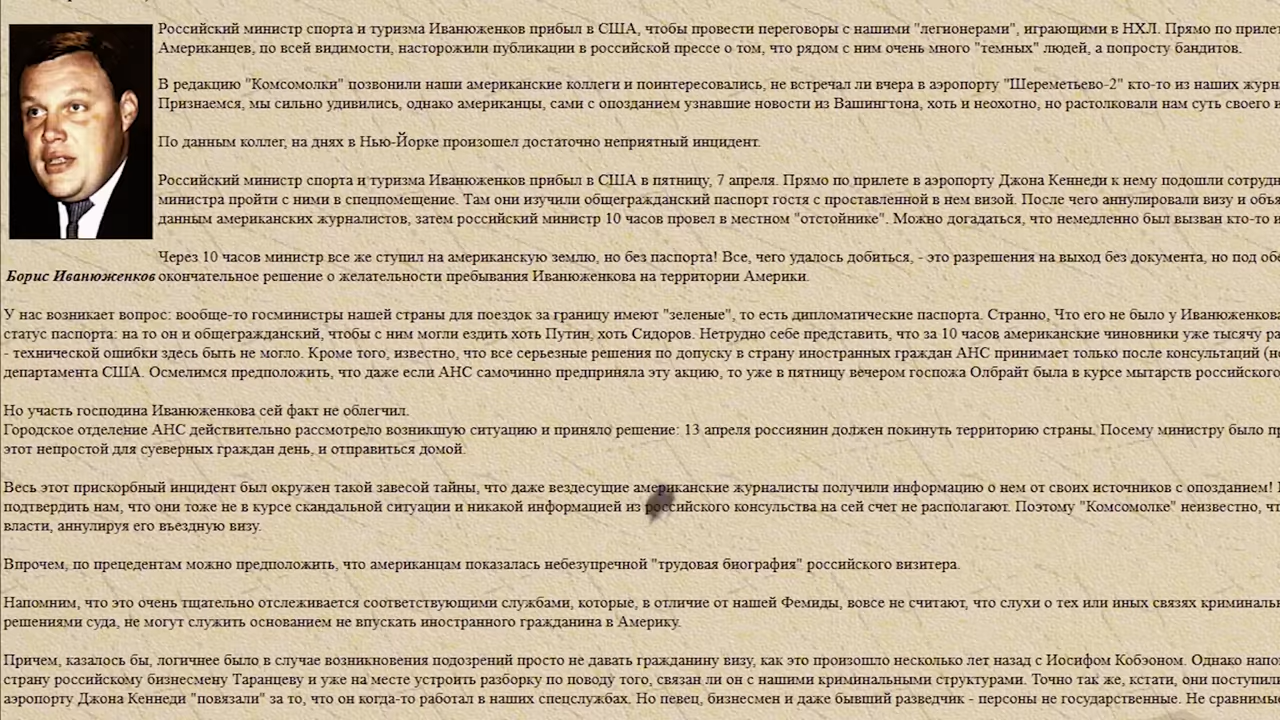 Российский министр спорта и туризма Иванюженков прибыл в США, чтобы провести переговоры с нашими "легионерами", играющими в НХЛ. Прямо по
Американцев, по всей видимости, насторожили публикации в российской прессе о том, что рядом с ним очень много "темных" людей, а попросту бандитов.
В редакцию "Комсомолки" позвонили наши американские коллеги и поинтересовались, не встречал ли вчера в аэропорту "Шереметьево-2" кто-то из наших
Признаемся, мы сильно удивились, однако американцы, сами с опозданием узнавшие новости из Вашингтона, хоть и неохотно, но растолковали нам суть своего
По данным коллег, на днях в Нью-Йорке произошел достаточно неприятный инцидент.
Российский министр спорта и туризма Иванюженков прибыл в США в пятницу, 7 апреля. Прямо по прилете в аэропорту Джона Кеннеди к нему подошли
министра пройти с ними в спецпомещение. Там они изучили общегражданский паспорт гостя с проставленной в нем визой. После чего аннулировали визу и
данным американских журналистов, затем российский министр 10 часов провел в местном "отстойнике". Можно догадаться, что немедленно был вызван кто-то
Через 10 часов министр все же ступил на американскую землю, но без паспорта! Все, чего удалось добиться, - это разрешения на выход без документа, но под
Борис Иванюженков окончательное решение о желательности пребывания Иванюженкова на территории Америки.
У нас возникает вопрос: вообще-то госминистры нашей страны для поездок за границу имеют "зеленые", то есть дипломатические паспорта. Странно, Что его не было у Иванюженкова
статус паспорта: на то он и общегражданский, чтобы с ним могли ездить хоть Путин, хоть Сидоров. Нетрудно себе представить, что за 10 часов американские чиновники уже тысячу
- технической ошибки здесь быть не могло. Кроме того, известно, что все серьезные решения по допуску в страну иностранных граждан АНС принимает только после консультаций
департамента США. Осмелимся предположить, что даже если АНС самочинно предприняла эту акцию, то уже в пятницу вечером госпожа Олбрайт была в курсе мытарств российского
Но участь господина Иванюженкова сей факт не облегчил.
Городское отделение АНС действительно рассмотрело возникшую ситуацию и приняло решение: 13 апреля россиянин должен покинуть территорию страны. Посему министру было
этот непростой для суеверных граждан день, и отправиться домой.
Весь этот прискорбный инцидент был окружен такой завесой тайны, что даже вездесущие американские журналисты получили информацию о нем от своих источников с опозданием!
подтвердить нам, что они тоже не в курсе скандальной ситуации и никакой информацией из российского консульства на сей счет не располагают. Поэтому "Комсомолке" неизвестно,
власти, аннулируя его въездную визу.
Впрочем, по прецедентам можно предположить, что американцам показалась небезупречной "трудовая биография" российского визитера.
Напомним, что это очень тщательно отслеживается соответствующими службами, которые, в отличие от нашей Фемиды, вовсе не считают, что слухи о тех или иных связях
решениями суда, не могут служить основанием не впускать иностранного гражданина в Америку.
Причем, казалось бы, логичнее было в случае возникновения подозрений просто не давать гражданину визу, как это произошло несколько лет назад с Иосифом Кобзоном. Однако
страну российскому бизнесмену Таранцеву и уже на месте устроить разборку по поводу того, связан ли он с нашими криминальными структурами. Точно так же, кстати, они
аэропорту Джона Кеннеди "повязали" за то, что он когда-то работал в наших спецслужбах. Но певец, бизнесмен и даже бывший разведчик - персоны не государственные. Не